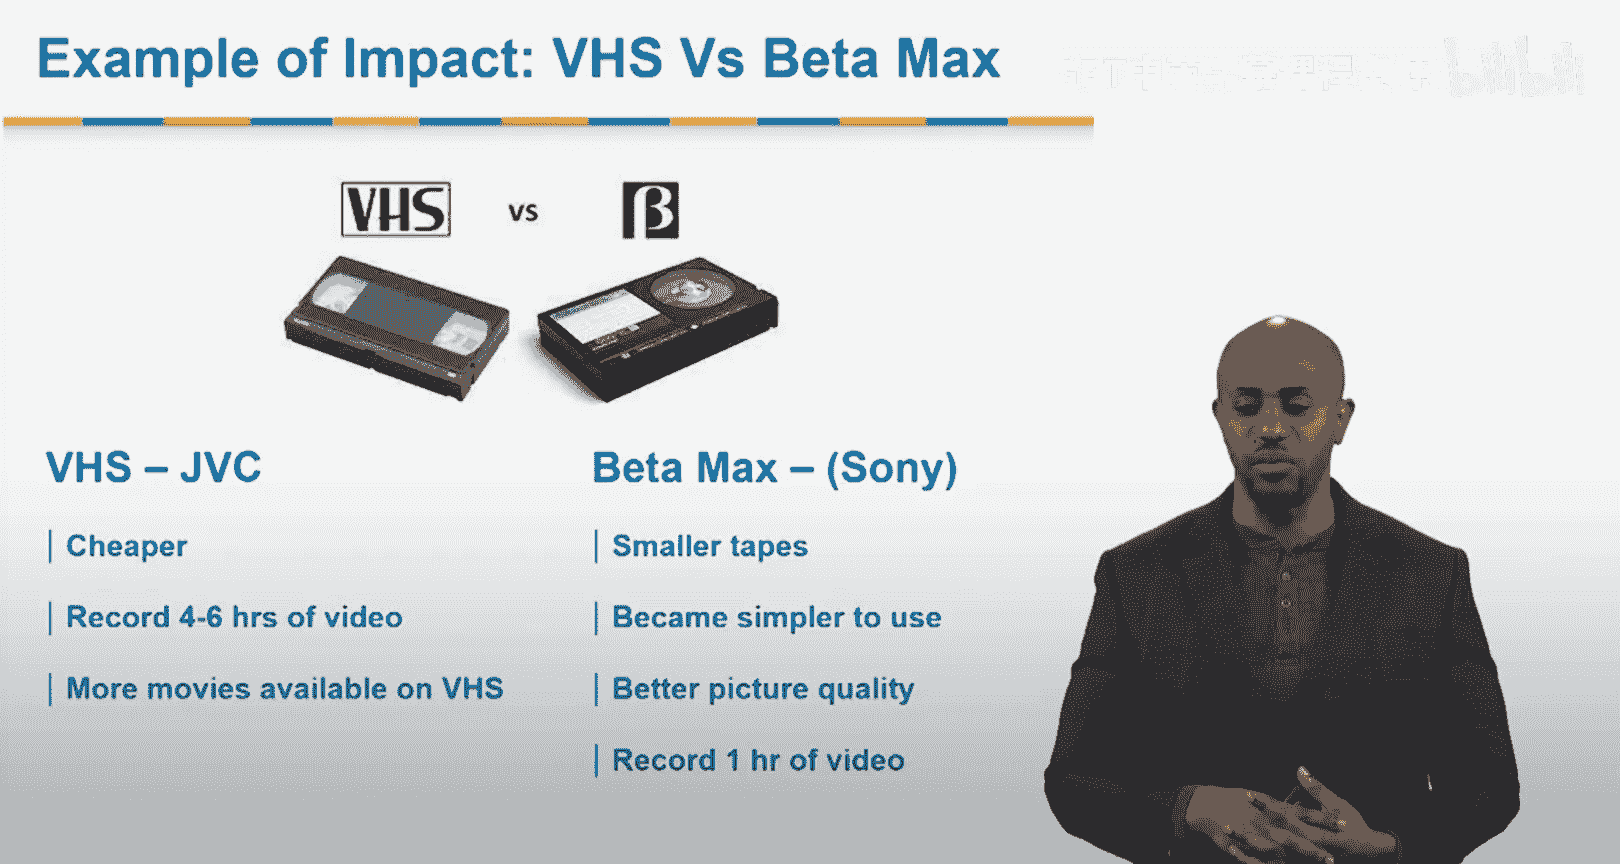 Example of Impact: VHS Vs Beta Max
bilibili
VHS vs β
VHS – JVC
Cheaper
Record 4-6 hrs of video
More movies available on VHS
Beta Max – (Sony)
Smaller tapes
Became simpler to use
Better picture quality
Record 1 hr of video